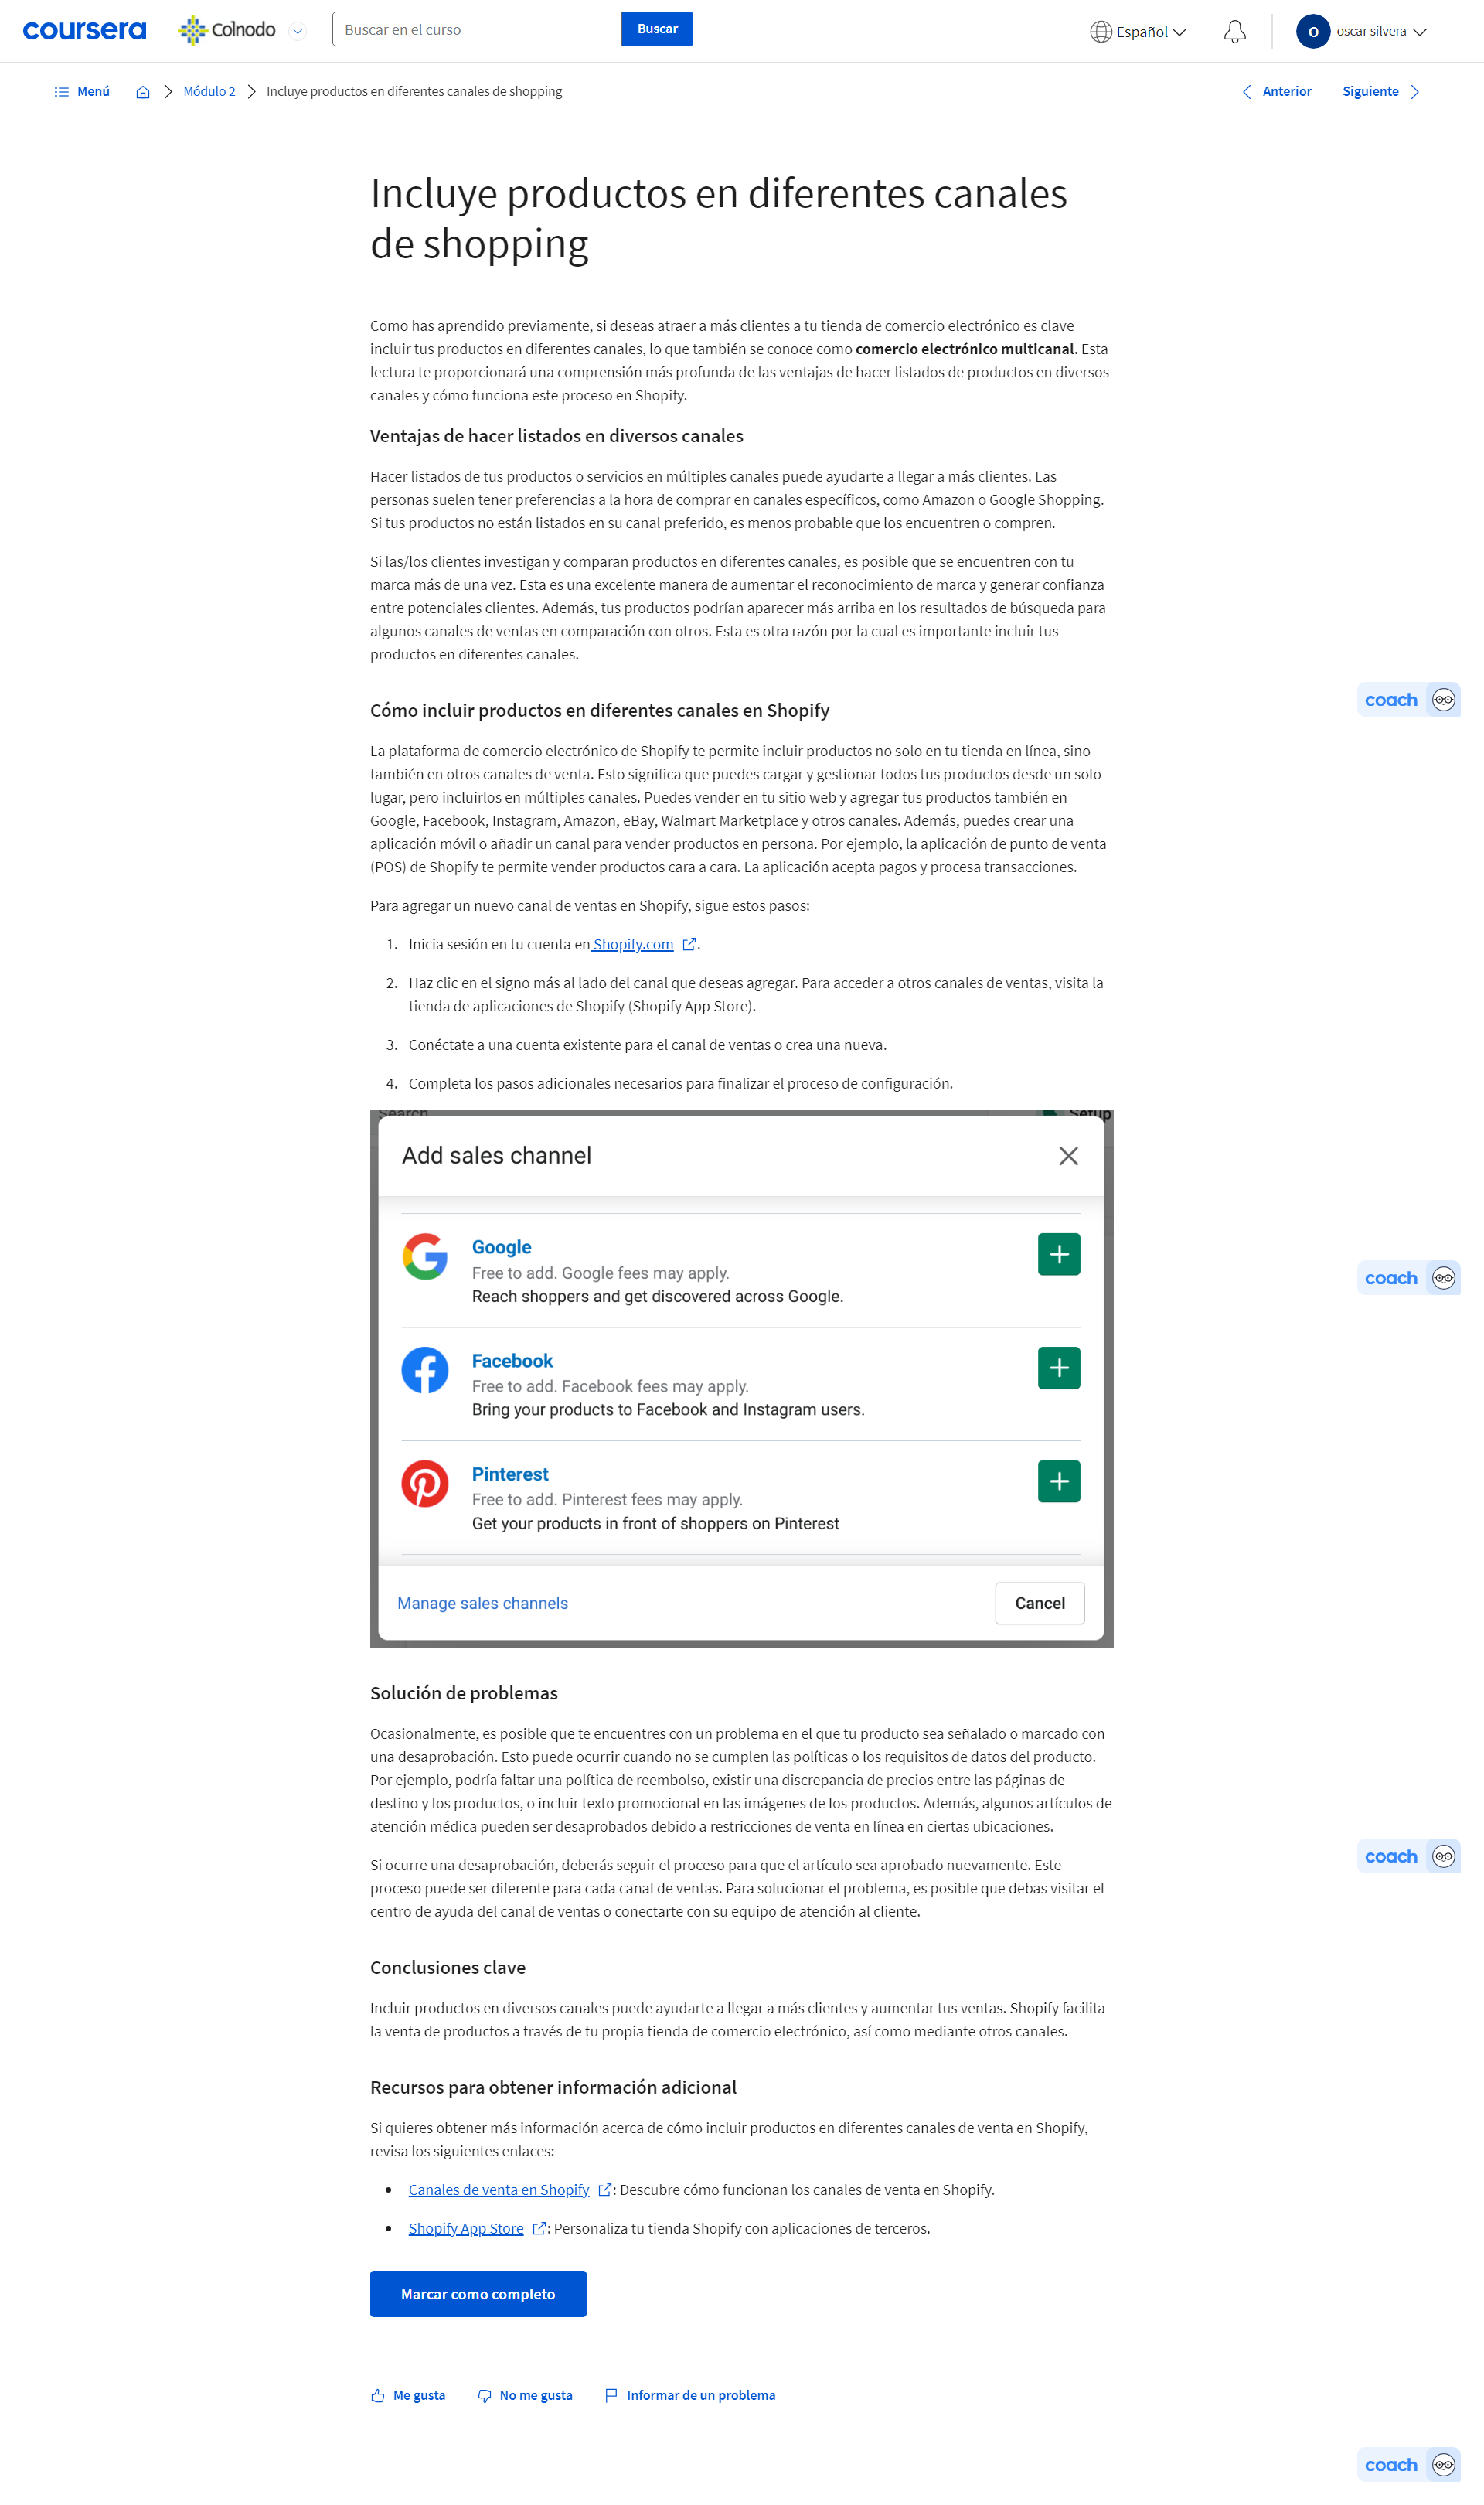 coursera
Colnodo
Buscar en el curso
Buscar
Español
O
oscar silvera
Menú
Módulo 2
Incluye productos en diferentes canales de shopping
Anterior
Siguiente
Incluye productos en diferentes canales
de shopping
Como has aprendido previamente, si deseas atraer a más clientes a tu tienda de comercio electrónico es clave
incluir tus productos en diferentes canales, lo que también se conoce como comercio electrónico multicanal. Esta
lectura te proporcionará una comprensión más profunda de las ventajas de hacer listados de productos en diversos
canales y cómo funciona este proceso en Shopify.
Ventajas de hacer listados en diversos canales
Hacer listados de tus productos o servicios en múltiples canales puede ayudarte a llegar a más clientes. Las
personas suelen tener preferencias a la hora de comprar en canales específicos, como Amazon o Google Shopping.
Si tus productos no están listados en su canal preferido, es menos probable que los encuentren o compren.
Si las/los clientes investigan y comparan productos en diferentes canales, es posible que se encuentren con tu
marca más de una vez. Esta es una excelente manera de aumentar el reconocimiento de marca y generar confianza
entre potenciales clientes. Además, tus productos podrían aparecer más arriba en los resultados de búsqueda para
algunos canales de ventas en comparación con otros. Esta es otra razón por la cual es importante incluir tus
productos en diferentes canales.
coach
Cómo incluir productos en diferentes canales en Shopify
La plataforma de comercio electrónico de Shopify te permite incluir productos no solo en tu tienda en línea, sino
también en otros canales de venta. Esto significa que puedes cargar y gestionar todos tus productos desde un solo
lugar, pero incluirlos en múltiples canales. Puedes vender en tu sitio web y agregar tus productos también en
Google, Facebook, Instagram, Amazon, eBay, Walmart Marketplace y otros canales. Además, puedes crear una
aplicación móvil o añadir un canal para vender productos en persona. Por ejemplo, la aplicación de punto de venta
(POS) de Shopify te permite vender productos cara a cara. La aplicación acepta pagos y procesa transacciones.
Para agregar un nuevo canal de ventas en Shopify, sigue estos pasos:
1. Inicia sesión en tu cuenta en Shopify.com.
2. Haz clic en el signo más al lado del canal que deseas agregar. Para acceder a otros canales de ventas, visita la
tienda de aplicaciones de Shopify (Shopify App Store).
3. Conéctate a una cuenta existente para el canal de ventas o crea una nueva.
4. Completa los pasos adicionales necesarios para finalizar el proceso de configuración.
Search
Setup
Add sales channel
Google
Free to add. Google fees may apply.
Reach shoppers and get discovered across Google.
coach
Facebook
Free to add. Facebook fees may apply.
Bring your products to Facebook and Instagram users.
Pinterest
Free to add. Pinterest fees may apply.
Get your products in front of shoppers on Pinterest
Manage sales channels
Cancel
Solución de problemas
Ocasionalmente, es posible que te encuentres con un problema en el que tu producto sea señalado o marcado con
una desaprobación. Esto puede ocurrir cuando no se cumplen las políticas o los requisitos de datos del producto.
Por ejemplo, podría faltar una política de reembolso, existir una discrepancia de precios entre las páginas de
destino y los productos, o incluir texto promocional en las imágenes de los productos. Además, algunos artículos de
atención médica pueden ser desaprobados debido a restricciones de venta en línea en ciertas ubicaciones.
coach
Si ocurre una desaprobación, deberás seguir el proceso para que el artículo sea aprobado nuevamente. Este
proceso puede ser diferente para cada canal de ventas. Para solucionar el problema, es posible que debas visitar el
centro de ayuda del canal de ventas o conectarte con su equipo de atención al cliente.
Conclusiones clave
Incluir productos en diversos canales puede ayudarte a llegar a más clientes y aumentar tus ventas. Shopify facilita
la venta de productos a través de tu propia tienda de comercio electrónico, así como mediante otros canales.
Recursos para obtener información adicional
Si quieres obtener más información acerca de cómo incluir productos en diferentes canales de venta en Shopify,
revisa los siguientes enlaces:
• Canales de venta en Shopify: Descubre cómo funcionan los canales de venta en Shopify.
• Shopify App Store: Personaliza tu tienda Shopify con aplicaciones de terceros.
Marcar como completo
Me gusta
No me gusta
Informar de un problema
coach